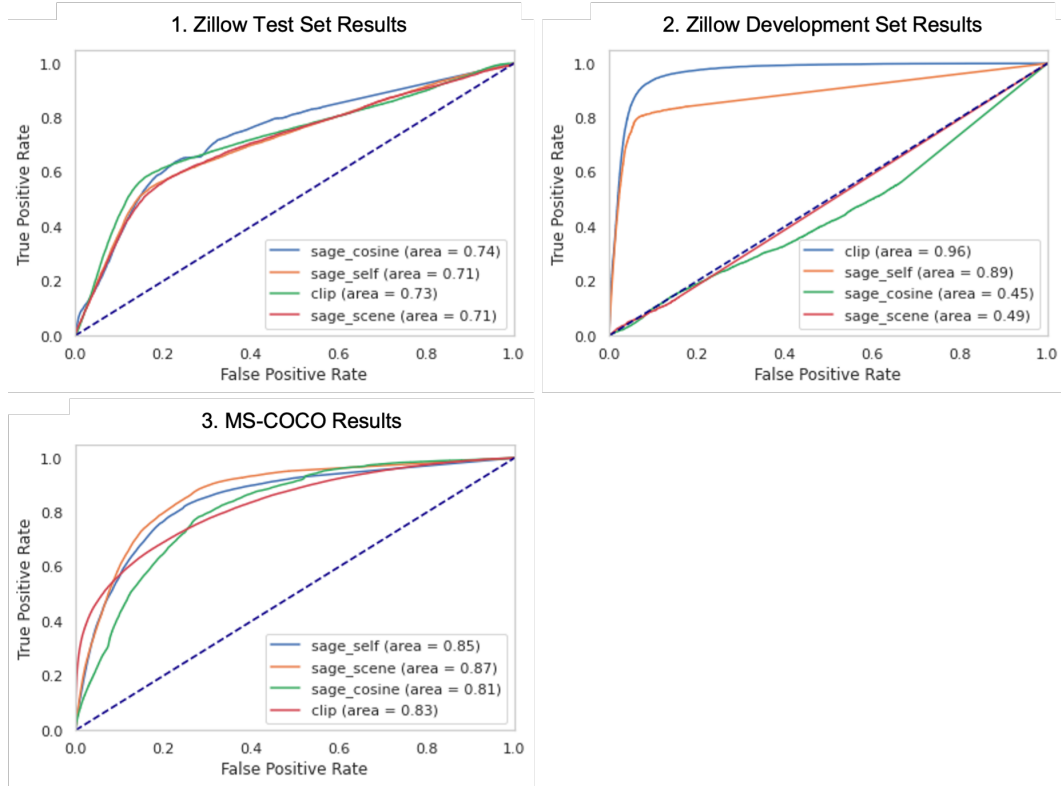 1. Zillow Test Set Results
True Positive Rate
1.0
0.8
0.6
0.4
0.2
0.0
sage_cosine (area = 0.74)
sage_self (area = 0.71)
clip (area = 0.73)
sage_scene (area = 0.71)
0.0 0.2 0.4 0.6 0.8 1.0
False Positive Rate
2. Zillow Development Set Results
True Positive Rate
1.0
0.8
0.6
0.4
0.2
0.0
clip (area = 0.96)
sage_self (area = 0.89)
sage_cosine (area = 0.45)
sage_scene (area = 0.49)
0.0 0.2 0.4 0.6 0.8 1.0
False Positive Rate
3. MS-COCO Results
True Positive Rate
1.0
0.8
0.6
0.4
0.2
0.0
sage_self (area = 0.85)
sage_scene (area = 0.87)
sage_cosine (area = 0.81)
clip (area = 0.83)
0.0 0.2 0.4 0.6 0.8 1.0
False Positive Rate